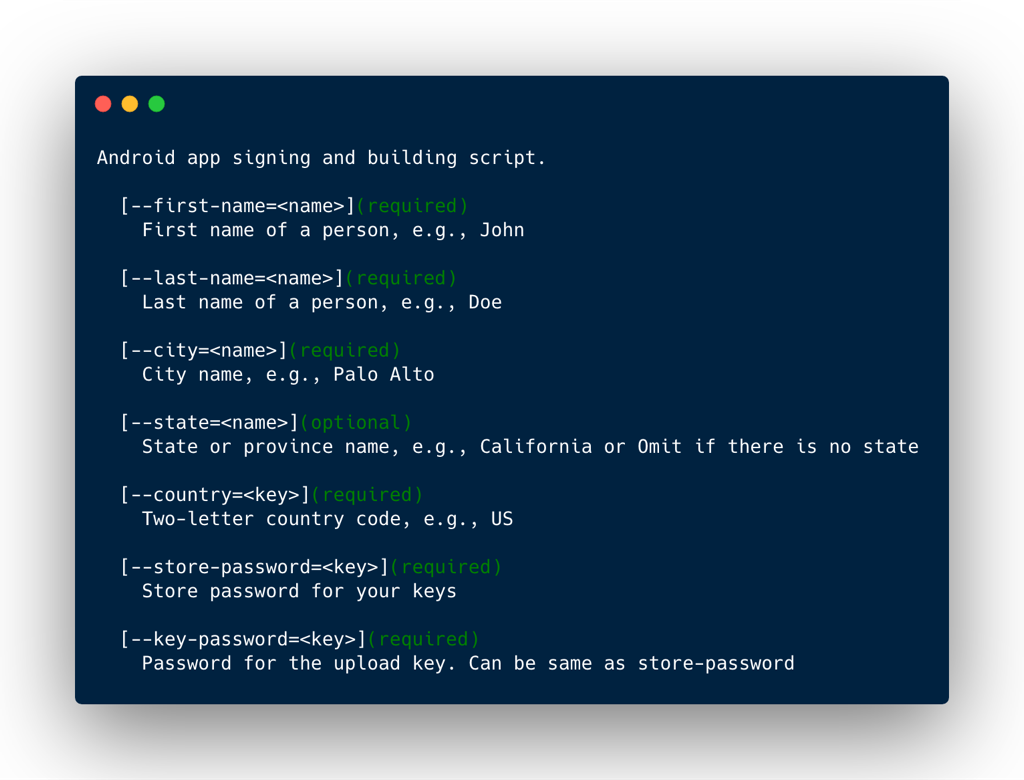 Android app signing and building script.
[--first-name=<name>](required)
First name of a person, e.g., John
[--last-name=<name>](required)
Last name of a person, e.g., Doe
[--city=<name>](required)
City name, e.g., Palo Alto
[--state=<name>](optional)
State or province name, e.g., California or Omit if there is no state
[--country=<key>](required)
Two-letter country code, e.g., US
[--store-password=<key>](required)
Store password for your keys
[--key-password=<key>](required)
Password for the upload key. Can be same as store-password